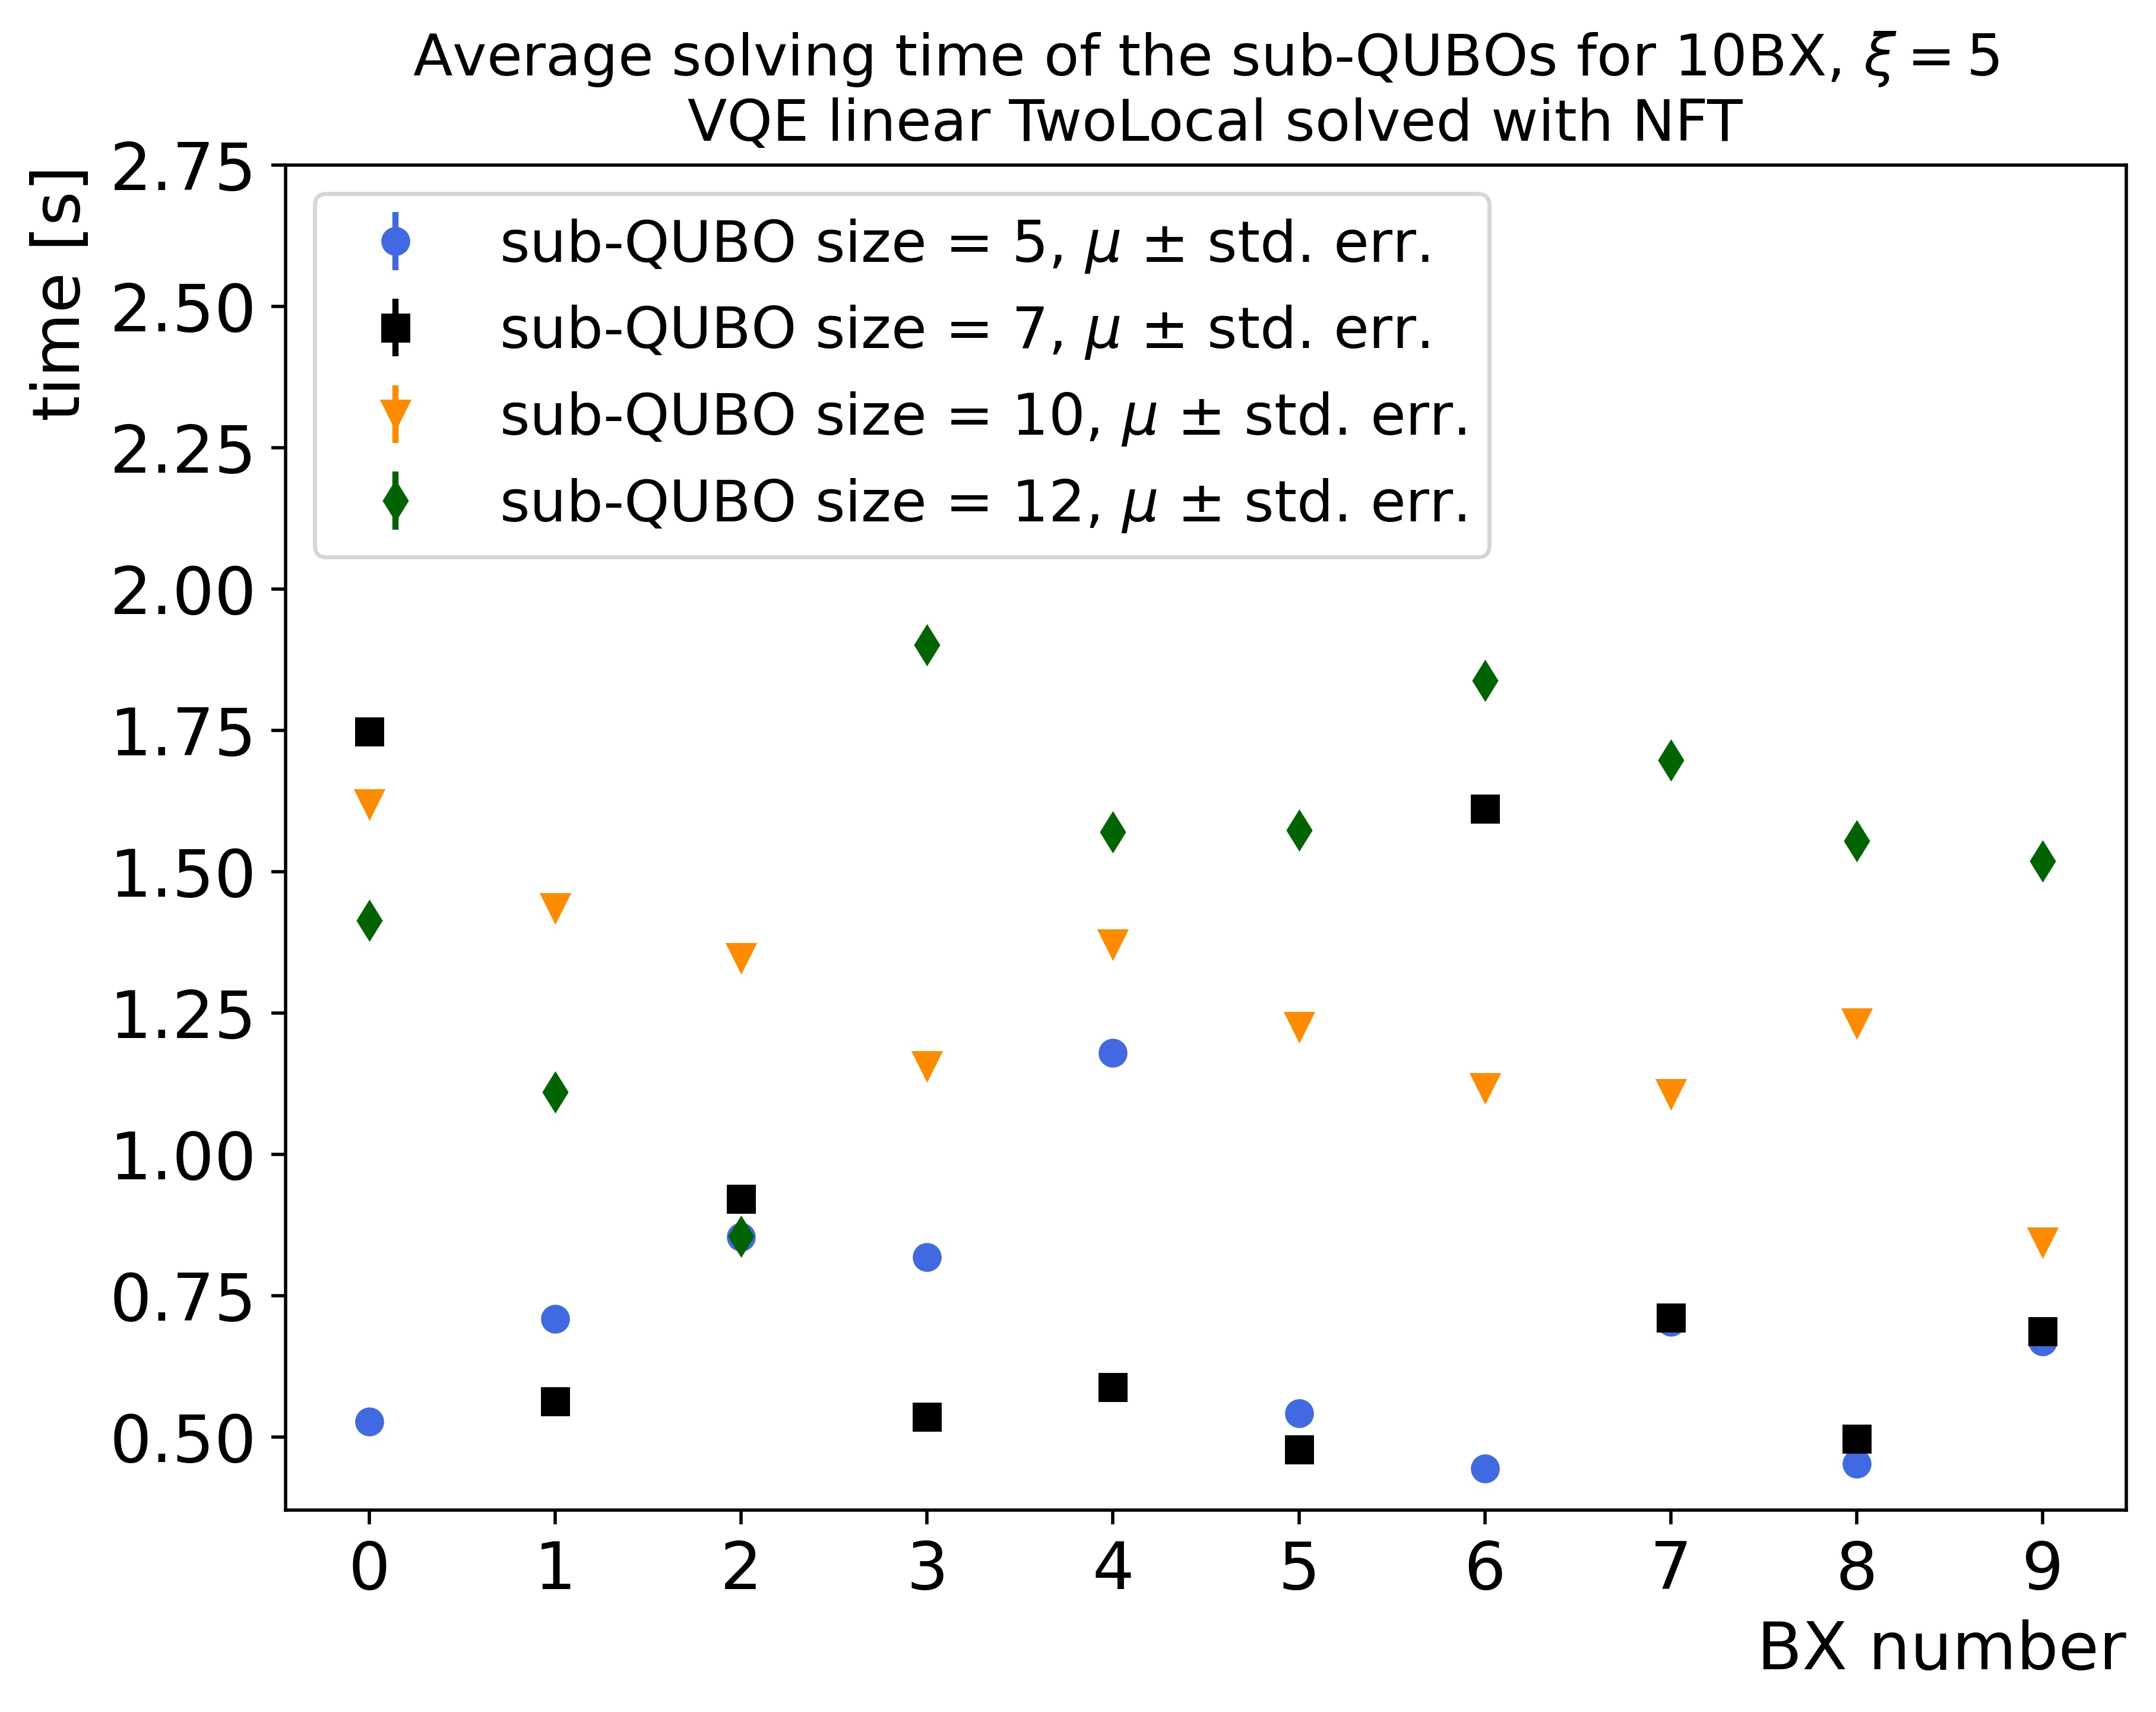 Average solving time of the sub-QUBOs for 10BX, ξ = 5
VQE linear TwoLocal solved with NFT
time [s]
2.75
2.50
2.25
2.00
1.75
1.50
1.25
1.00
0.75
0.50
sub-QUBO size = 5, μ ± std. err.
sub-QUBO size = 7, μ ± std. err.
sub-QUBO size = 10, μ ± std. err.
sub-QUBO size = 12, μ ± std. err.
0 1 2 3 4 5 6 7 8 9
BX number